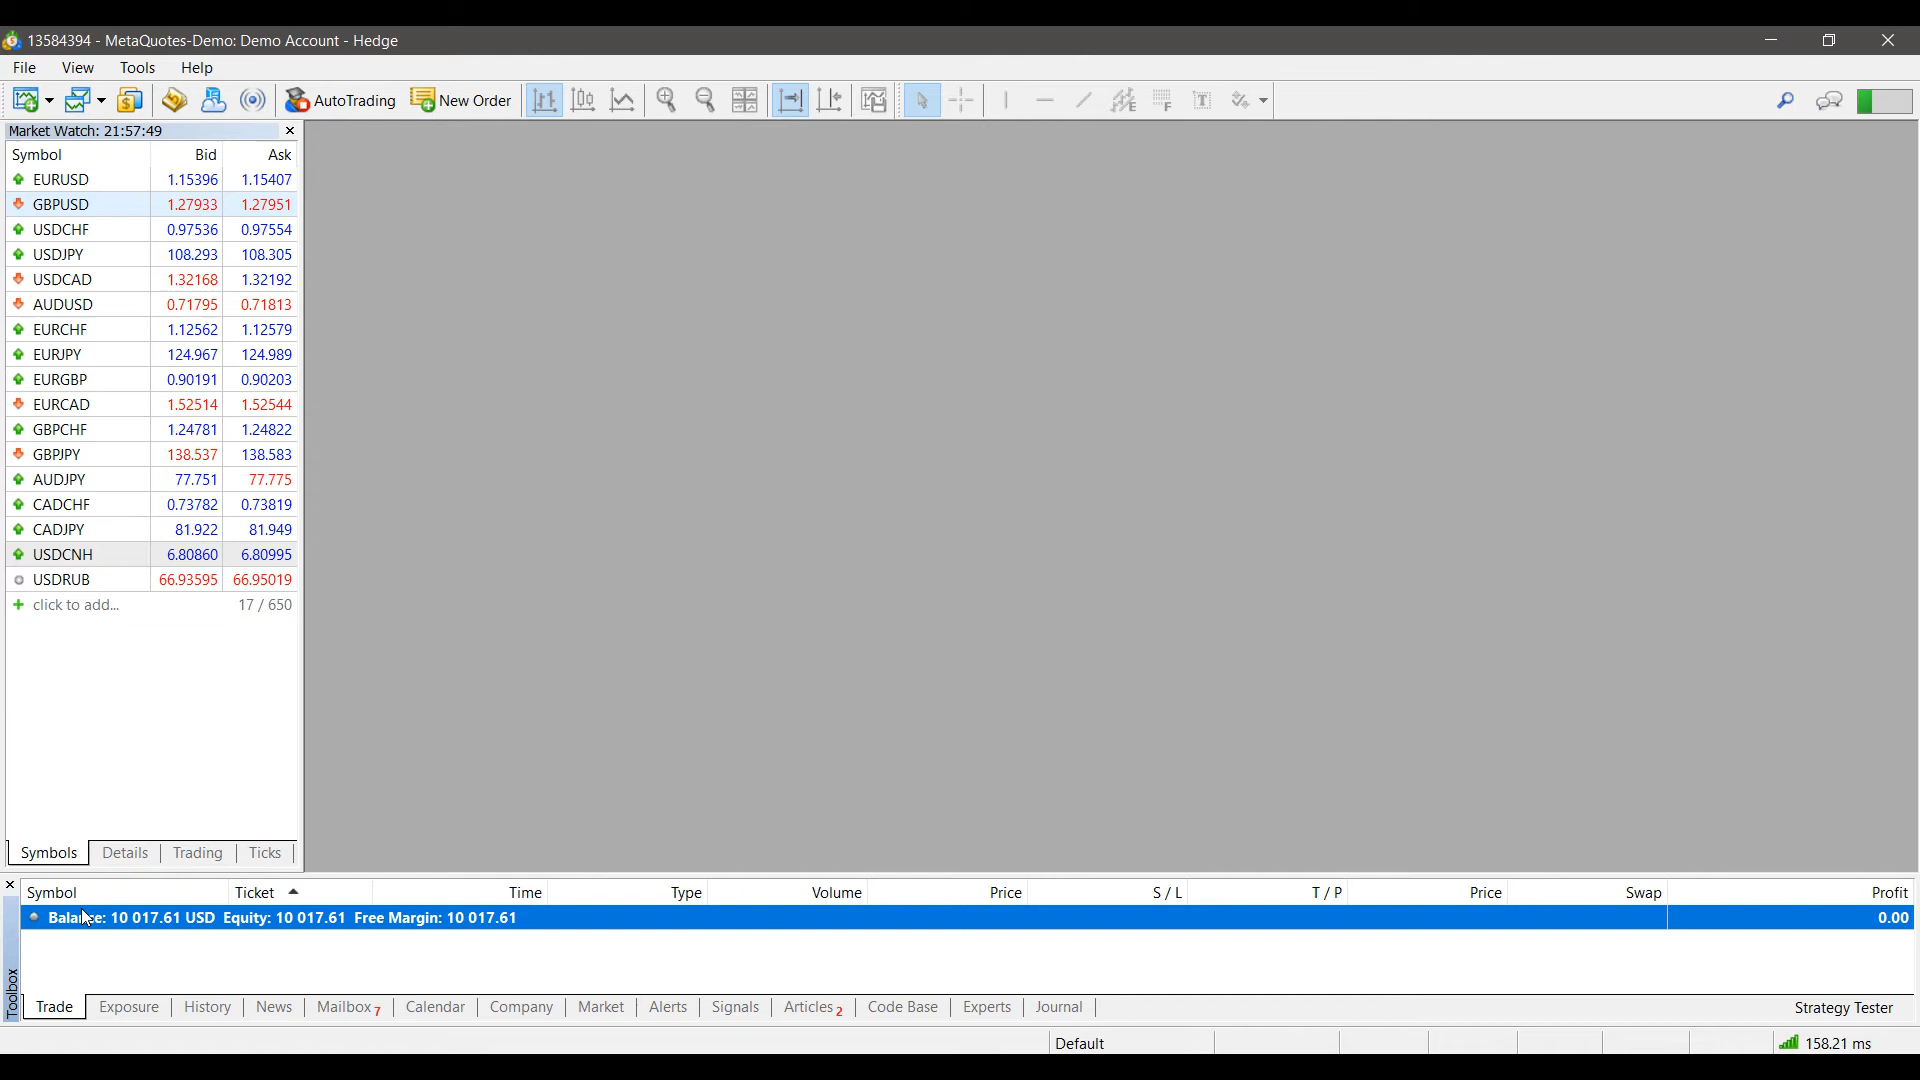 13584394 - MetaQuotes-Demo: Demo Account - Hedge
File View Tools Help
AutoTrading New Order
Market Watch: 21:57:49
Symbol Bid Ask
EURUSD 1.15396 1.15407
GBPUSD 1.27933 1.27951
USDCHF 0.97536 0.97554
USDJPY 108.293 108.305
USDCAD 1.32168 1.32192
AUDUSD 0.71795 0.71813
EURCHF 1.12562 1.12579
EURJPY 124.967 124.989
EURGBP 0.90191 0.90203
EURCAD 1.52514 1.52544
GBPCHF 1.24781 1.24822
GBPJPY 138.537 138.583
AUDJPY 77.751 77.775
CADCHF 0.73782 0.73819
CADJPY 81.922 81.949
USDCNH 6.80860 6.80995
USDRUB 66.93595 66.95019
click to add... 17 / 650
Symbols Details Trading Ticks
Symbol Ticket Time Type Volume Price S / L T / P Price Swap Profit
Balance: 10 017.61 USD Equity: 10 017.61 Free Margin: 10 017.61 0.00
Toolbox
Trade Exposure History News Mailbox 7 Calendar Company Market Alerts Signals Articles 2 Code Base Experts Journal Strategy Tester
Default 158.21 ms